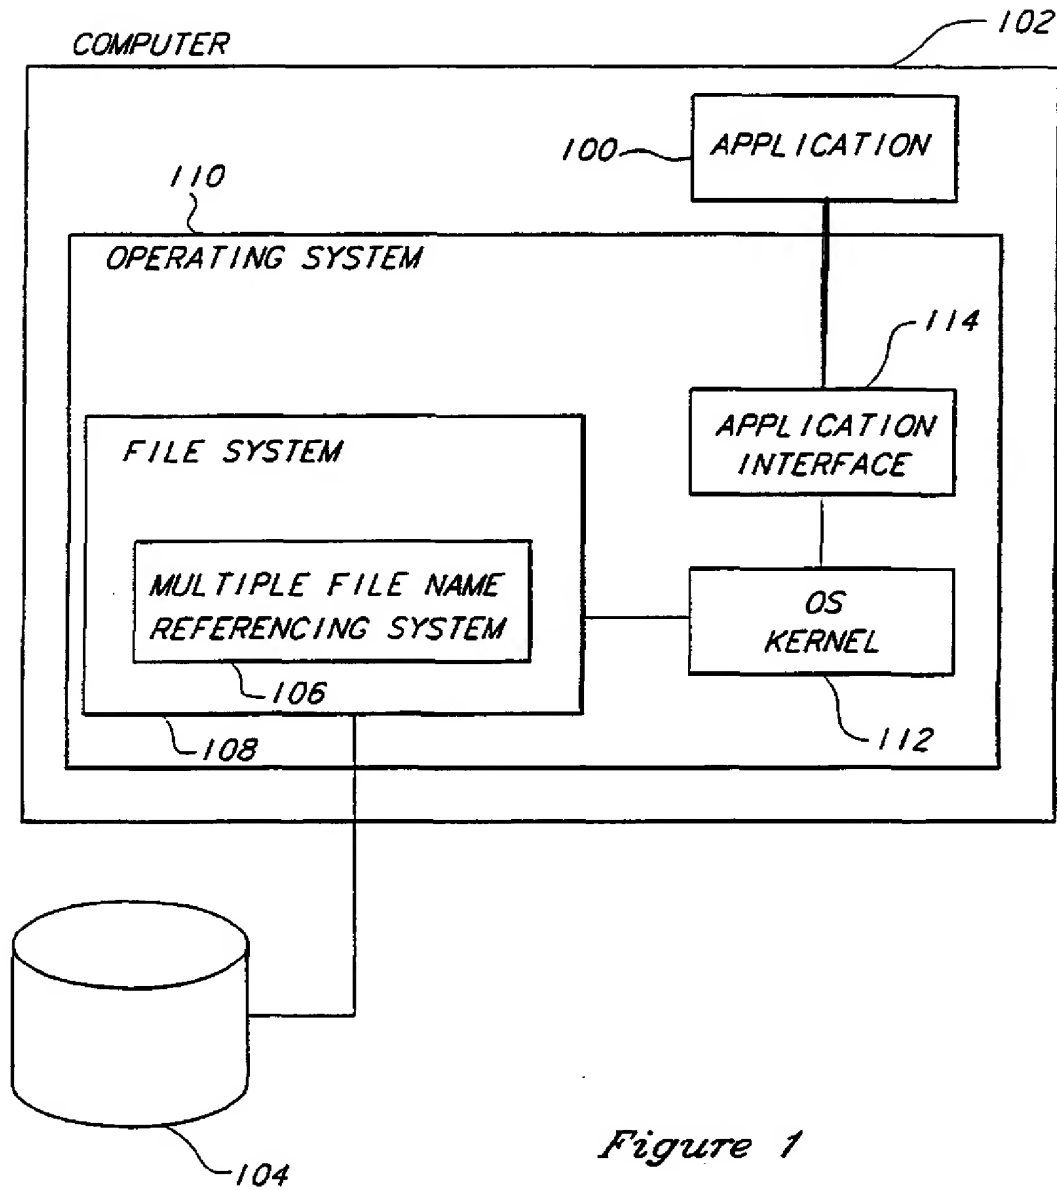 COMPUTER
102
100
APPLICATION
110
OPERATING SYSTEM
114
APPLICATION
INTERFACE
FILE SYSTEM
MULTIPLE FILE NAME
REFERENCING SYSTEM
OS
KERNEL
106
108
112
104
Figure 1